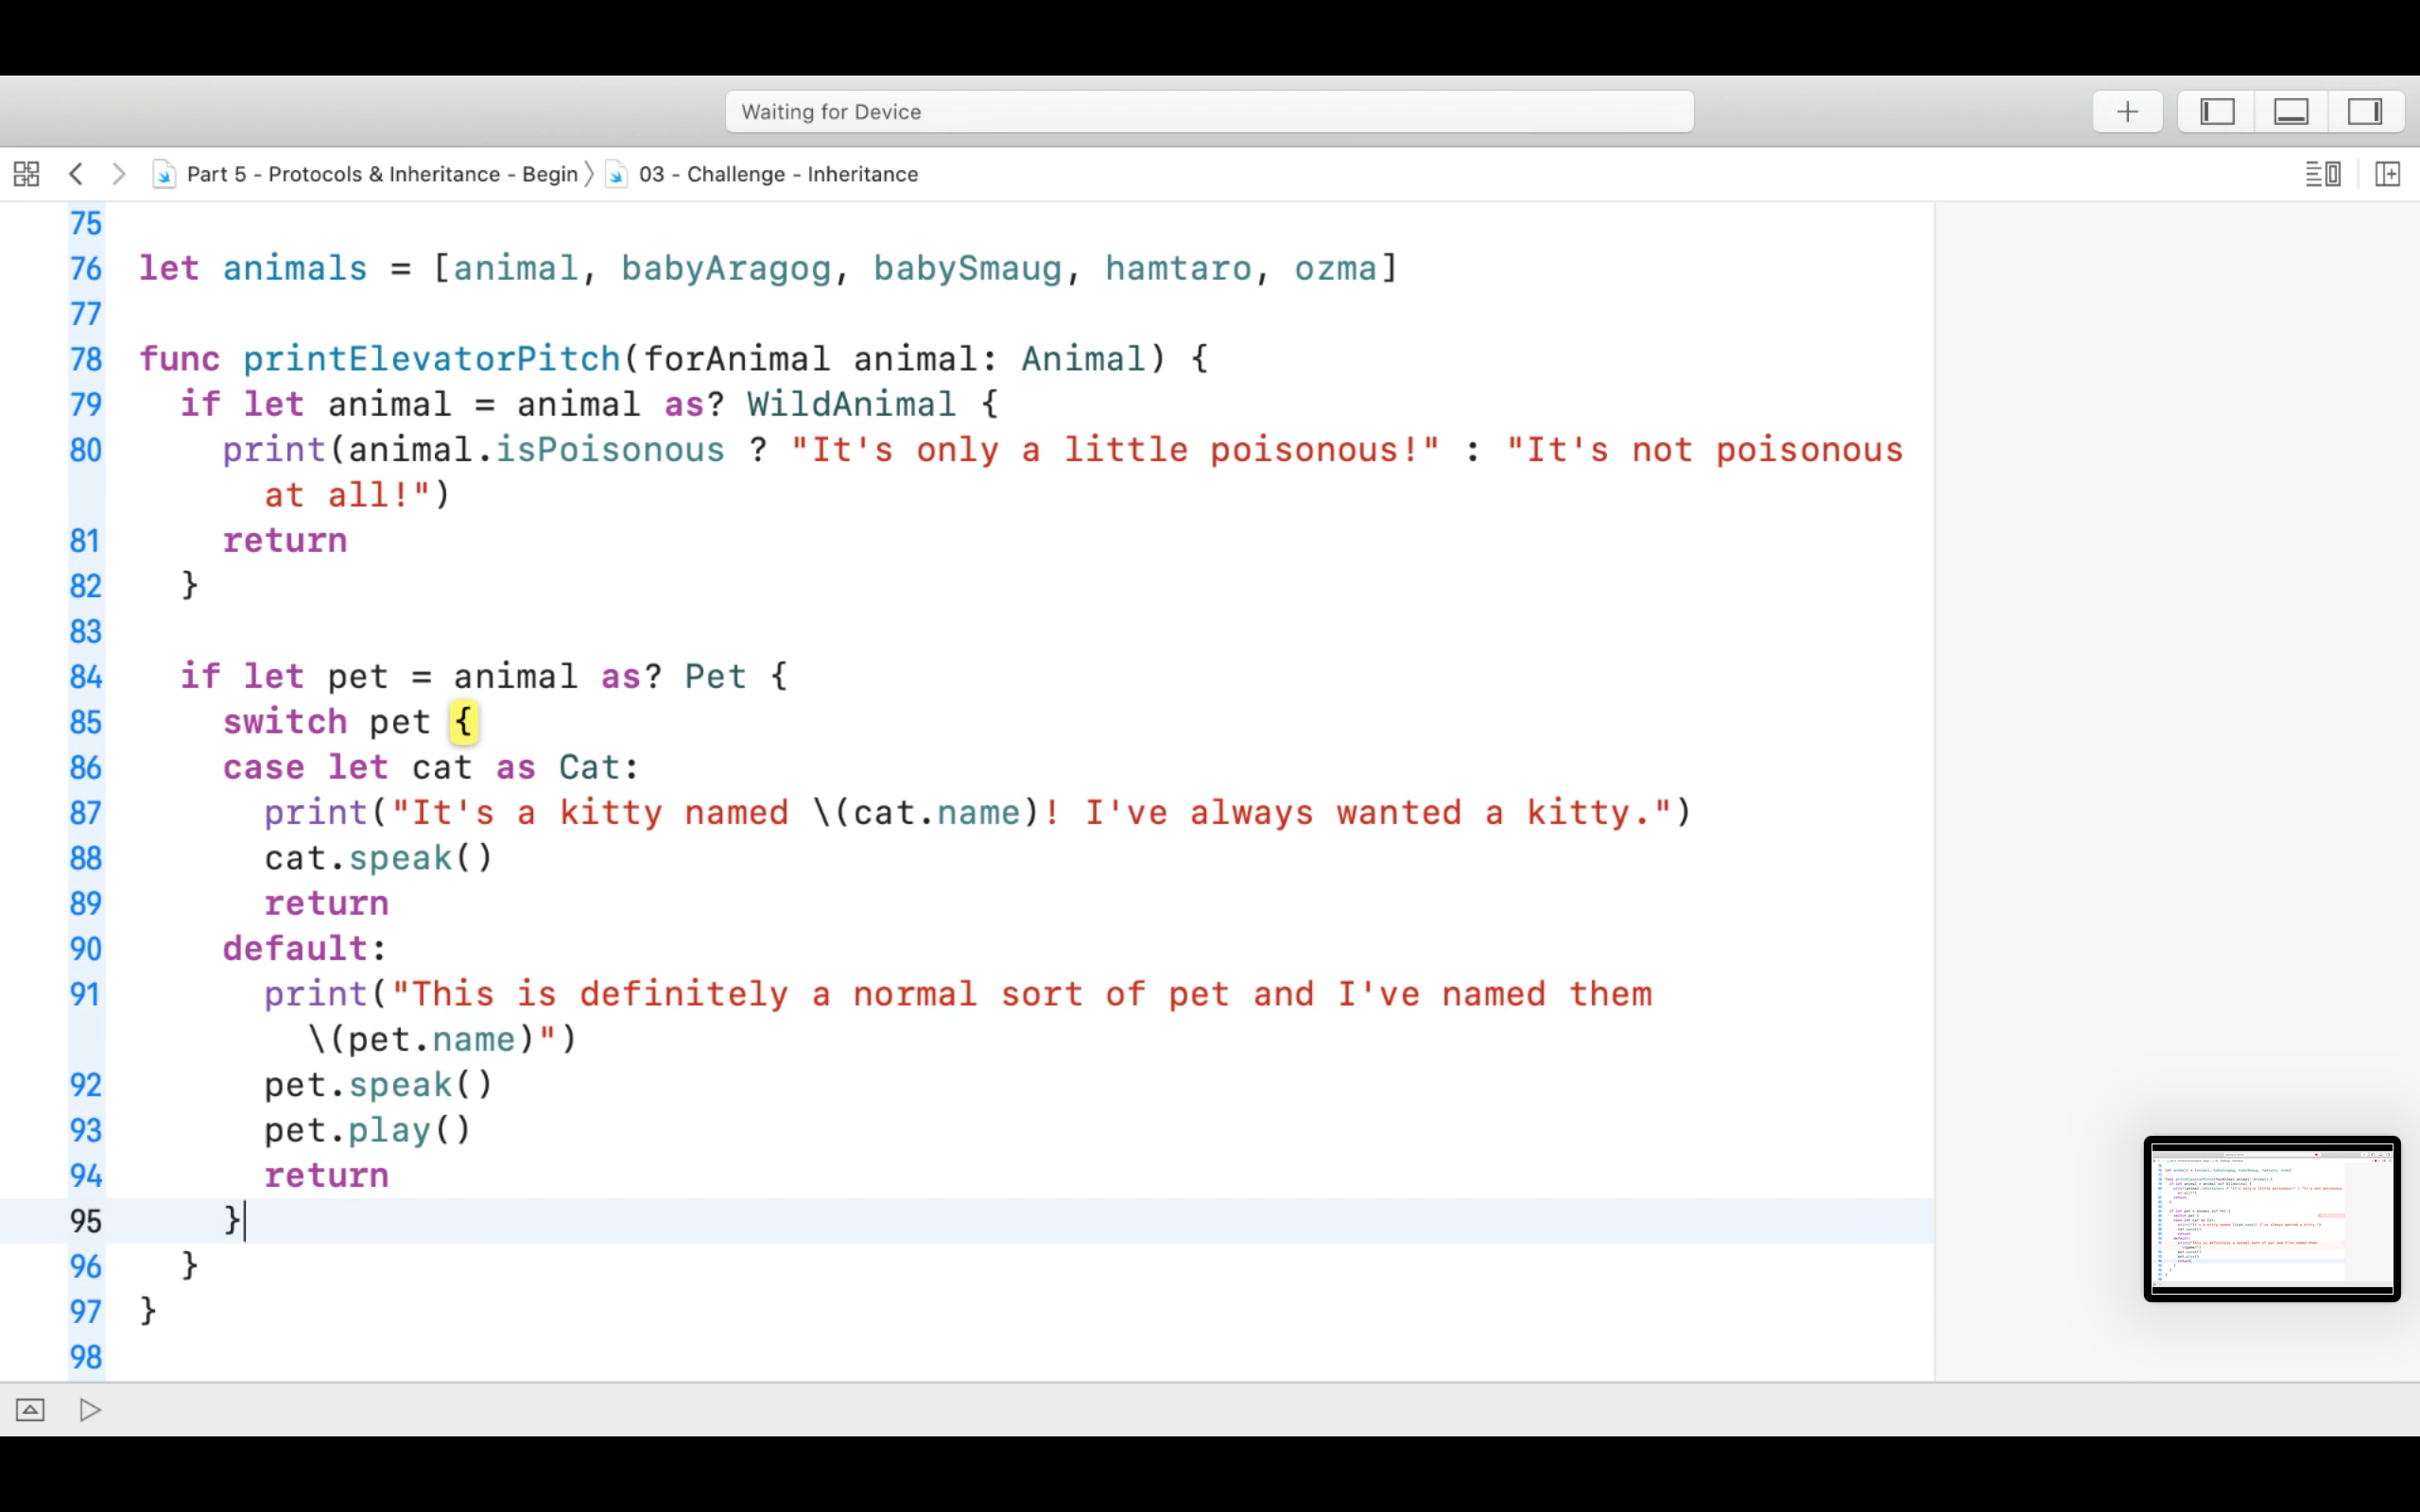 Waiting for Device
Part 5 - Protocols & Inheritance - Begin 〉 03 - Challenge - Inheritance
75
76 let animals = [animal, babyAragog, babySmaug, hamtaro, ozma]
77
78 func printElevatorPitch(forAnimal animal: Animal) {
79 if let animal = animal as? WildAnimal {
80 print(animal.isPoisonous ? "It's only a little poisonous!" : "It's not poisonous
at all!")
81 return
82 }
83
84 if let pet = animal as? Pet {
85 switch pet {
86 case let cat as Cat:
87 print("It's a kitty named \(cat.name)! I've always wanted a kitty.")
88 cat.speak()
89 return
90 default:
91 print("This is definitely a normal sort of pet and I've named them
\(pet.name)")
92 pet.speak()
93 pet.play()
94 return
95 }
96 }
97 }
98